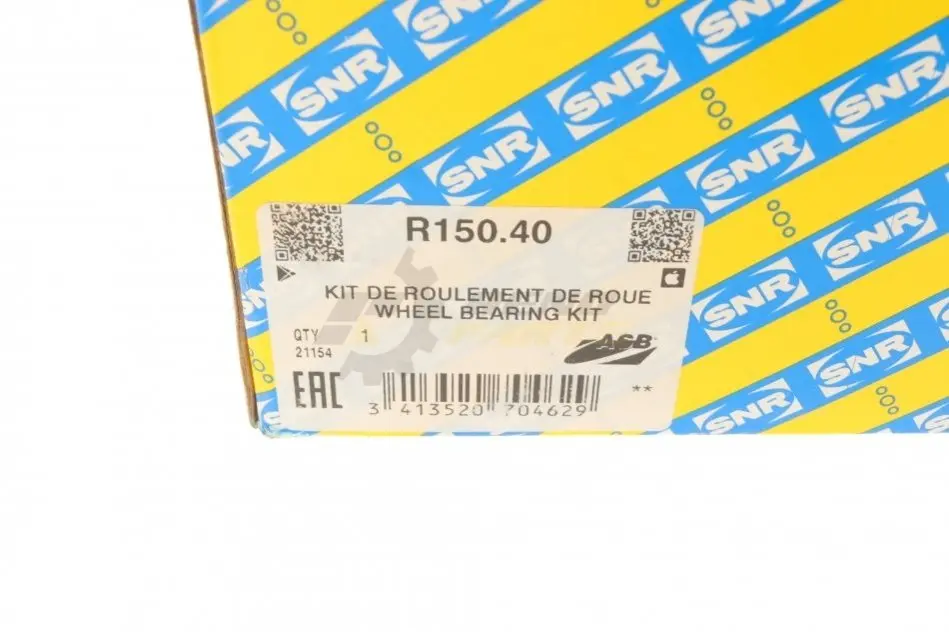 SNR
SNR
SNR
SNR
SNR
SNR
SNR
SNR
SNR
SNR
R150.40
KIT DE ROULEMENT DE ROUE
WHEEL BEARING KIT
QTY 1
21154
ASB
EAC
**
3 413520 704629